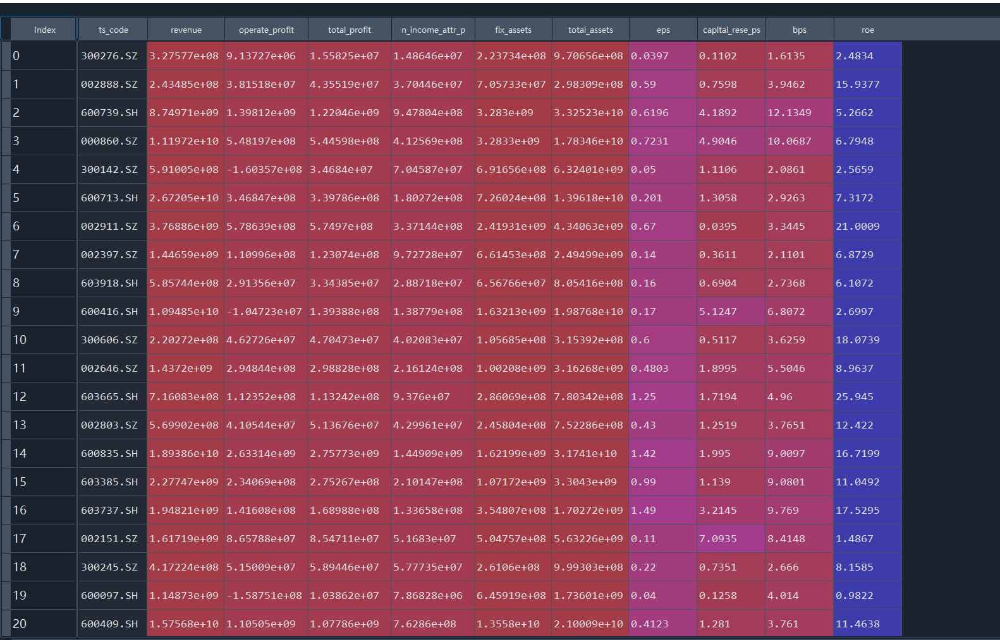 Index ts_code revenue operate_profit total_profit n_income_attr_p fix_assets total_assets eps capital_rese_ps bps roe
0 300276.SZ 3.27577e+08 9.13727e+06 1.55825e+07 1.48646e+07 2.23734e+08 9.70656e+08 0.0397 0.1102 1.6135 2.4834
1 002888.SZ 2.43485e+08 3.81518e+07 4.35519e+07 3.70446e+07 7.05733e+07 2.98309e+08 0.59 0.7598 3.9462 15.9377
2 600739.SH 8.74971e+09 1.39812e+09 1.22046e+09 9.47804e+08 3.283e+09 3.32523e+10 0.6196 4.1892 12.1349 5.2662
3 000860.SZ 1.11972e+10 5.48197e+08 5.44598e+08 4.12569e+08 3.2833e+09 1.78346e+10 0.7231 4.9046 10.0687 6.7948
4 300142.SZ 5.91005e+08 -1.60357e+08 3.4684e+07 7.04587e+07 6.91656e+08 6.32401e+09 0.05 1.1106 2.0861 2.5659
5 600713.SH 2.67205e+10 3.46847e+08 3.39786e+08 1.80272e+08 7.26024e+08 1.39618e+10 0.201 1.3058 2.9263 7.3172
6 002911.SZ 3.76886e+09 5.78639e+08 5.7497e+08 3.37144e+08 2.41931e+09 4.34063e+09 0.67 0.0395 3.3445 21.0009
7 002397.SZ 1.44659e+09 1.10996e+08 1.23074e+08 9.72728e+07 6.61453e+08 2.49499e+09 0.14 0.3611 2.1101 6.8729
8 603918.SH 5.85744e+08 2.91356e+07 3.34385e+07 2.88718e+07 6.56766e+07 8.05416e+08 0.16 0.6904 2.7368 6.1072
9 600416.SH 1.09485e+10 -1.04723e+07 1.39388e+08 1.38779e+08 1.63213e+09 1.98768e+10 0.17 5.1247 6.8072 2.6997
10 300606.SZ 2.20272e+08 4.62726e+07 4.70473e+07 4.02083e+07 1.05685e+08 3.15392e+08 0.6 0.5117 3.6259 18.0739
11 002646.SZ 1.4372e+09 2.94844e+08 2.98828e+08 2.16124e+08 1.00208e+09 3.16268e+09 0.4803 1.8995 5.5046 8.9637
12 603665.SH 7.16083e+08 1.12352e+08 1.13242e+08 9.376e+07 2.86069e+08 7.80342e+08 1.25 1.7194 4.96 25.945
13 002803.SZ 5.69902e+08 4.10544e+07 5.13676e+07 4.29961e+07 2.45804e+08 7.52286e+08 0.43 1.2519 3.7651 12.422
14 600835.SH 1.89386e+10 2.63314e+09 2.75773e+09 1.44909e+09 1.62199e+09 3.1741e+10 1.42 1.995 9.0097 16.7199
15 603385.SH 2.27747e+09 2.34069e+08 2.75267e+08 2.10147e+08 1.07172e+09 3.3043e+09 0.99 1.139 9.0801 11.0492
16 603737.SH 1.94821e+09 1.41608e+08 1.68988e+08 1.33658e+08 3.54807e+08 1.70272e+09 1.49 3.2145 9.769 17.5295
17 002151.SZ 1.61719e+09 8.65788e+07 8.54711e+07 5.1683e+07 5.04757e+08 5.63226e+09 0.11 7.0935 8.4148 1.4867
18 300245.SZ 4.17224e+08 5.15009e+07 5.89446e+07 5.77735e+07 2.6106e+08 9.99303e+08 0.22 0.7351 2.666 8.1585
19 600097.SH 1.14873e+09 -1.58751e+08 1.03862e+07 7.86828e+06 6.45919e+08 1.73601e+09 0.04 0.1258 4.014 0.9822
20 600409.SH 1.57568e+10 1.10505e+09 1.07786e+09 7.6286e+08 1.3558e+10 2.10009e+10 0.4123 1.281 3.761 11.4638